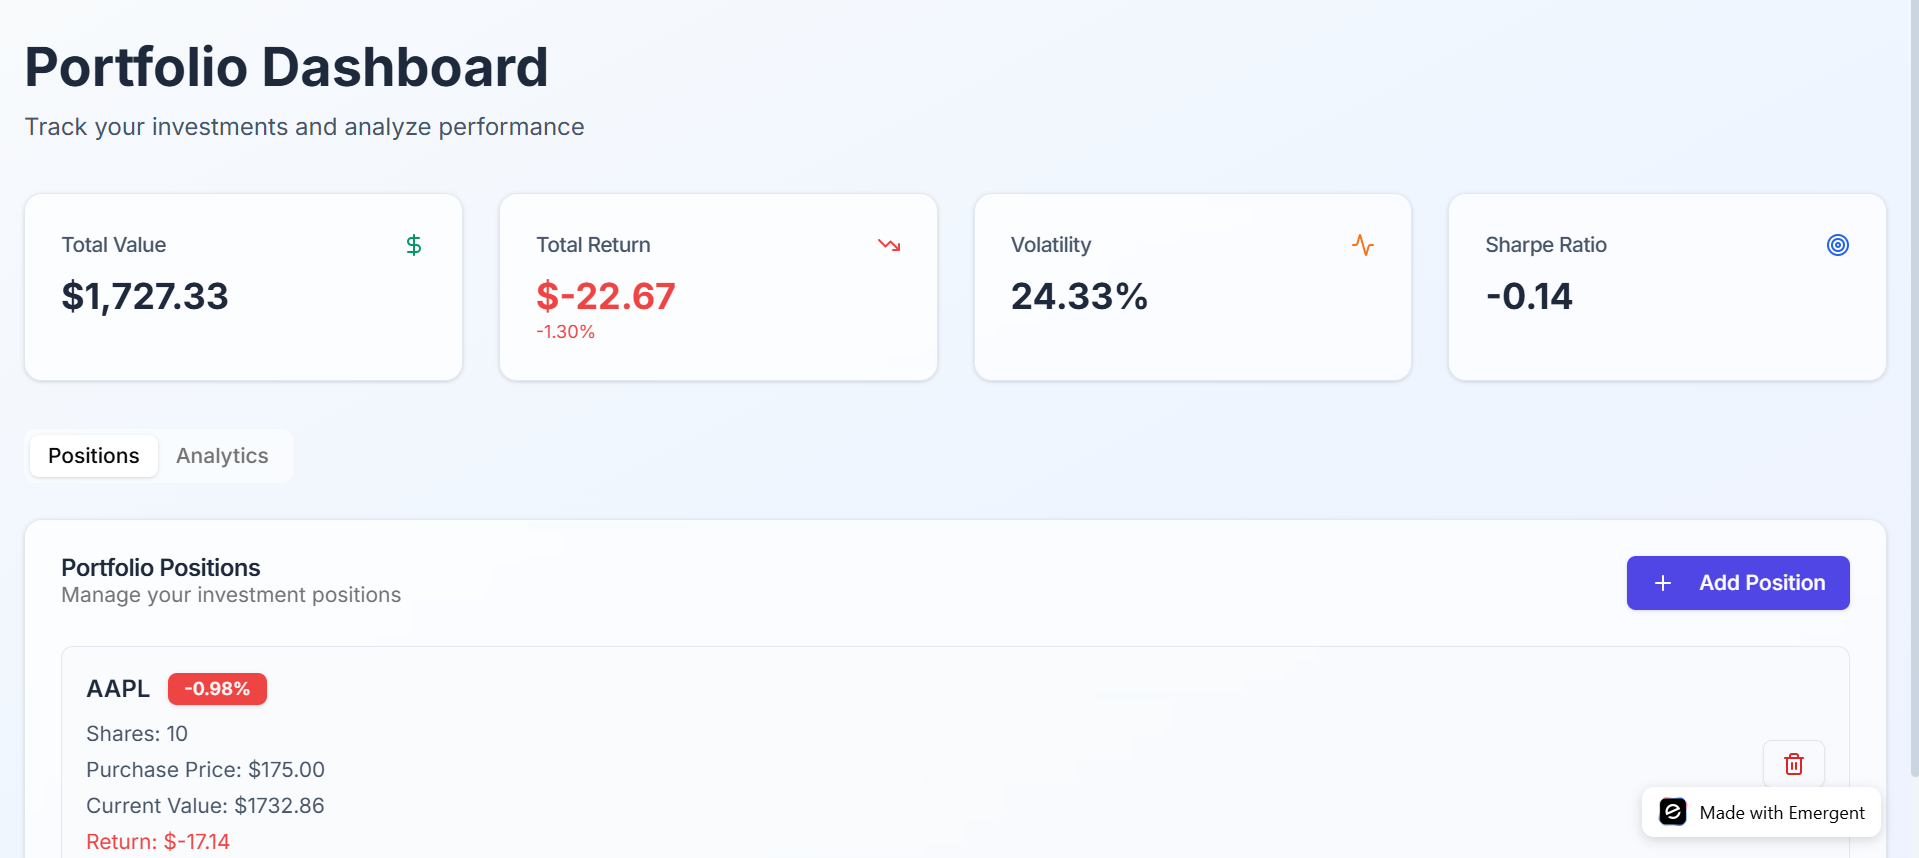 Portfolio Dashboard
Track your investments and analyze performance
Total Value
$1,727.33
Total Return
$-22.67
-1.30%
Volatility
24.33%
Sharpe Ratio
-0.14
Positions Analytics
Portfolio Positions
Manage your investment positions
Add Position
AAPL -0.98%
Shares: 10
Purchase Price: $175.00
Current Value: $1732.86
Return: $-17.14
Made with Emergent